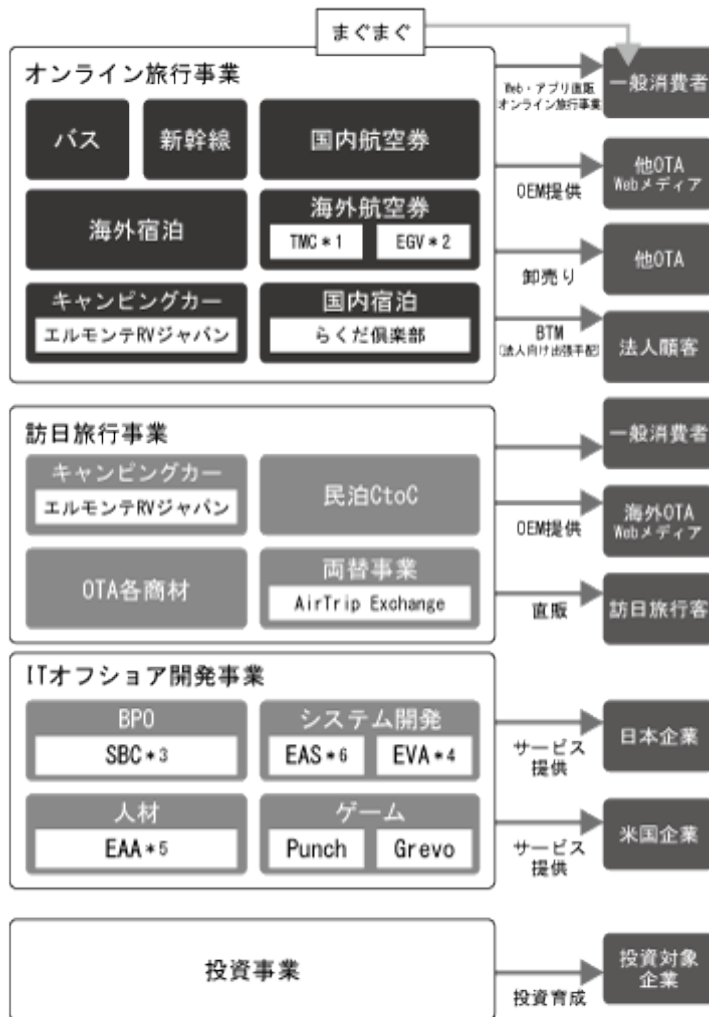 まぐまぐ
オンライン旅行事業
バス
新幹線
国内航空券
海外宿泊
海外航空券
TMC*1
EGV*2
キャンピングカー
エルモンテRVジャパン
国内宿泊
らくだ倶楽部
Web・アプリ直販
オンライン旅行事業
一般消費者
OEM提供
他OTA
Webメディア
卸売り
他OTA
BTM
(法人向け出張手配)
法人顧客
訪日旅行事業
キャンピングカー
エルモンテRVジャパン
民泊CtoC
OTA各商材
両替事業
AirTrip Exchange
一般消費者
OEM提供
海外OTA
Webメディア
直販
訪日旅行客
ITオフショア開発事業
BPO
SBC*3
システム開発
EAS*6
EVA*4
人材
EAA*5
ゲーム
Punch
Grevo
サービス
提供
日本企業
サービス
提供
米国企業
投資事業
投資育成
投資対象
企業